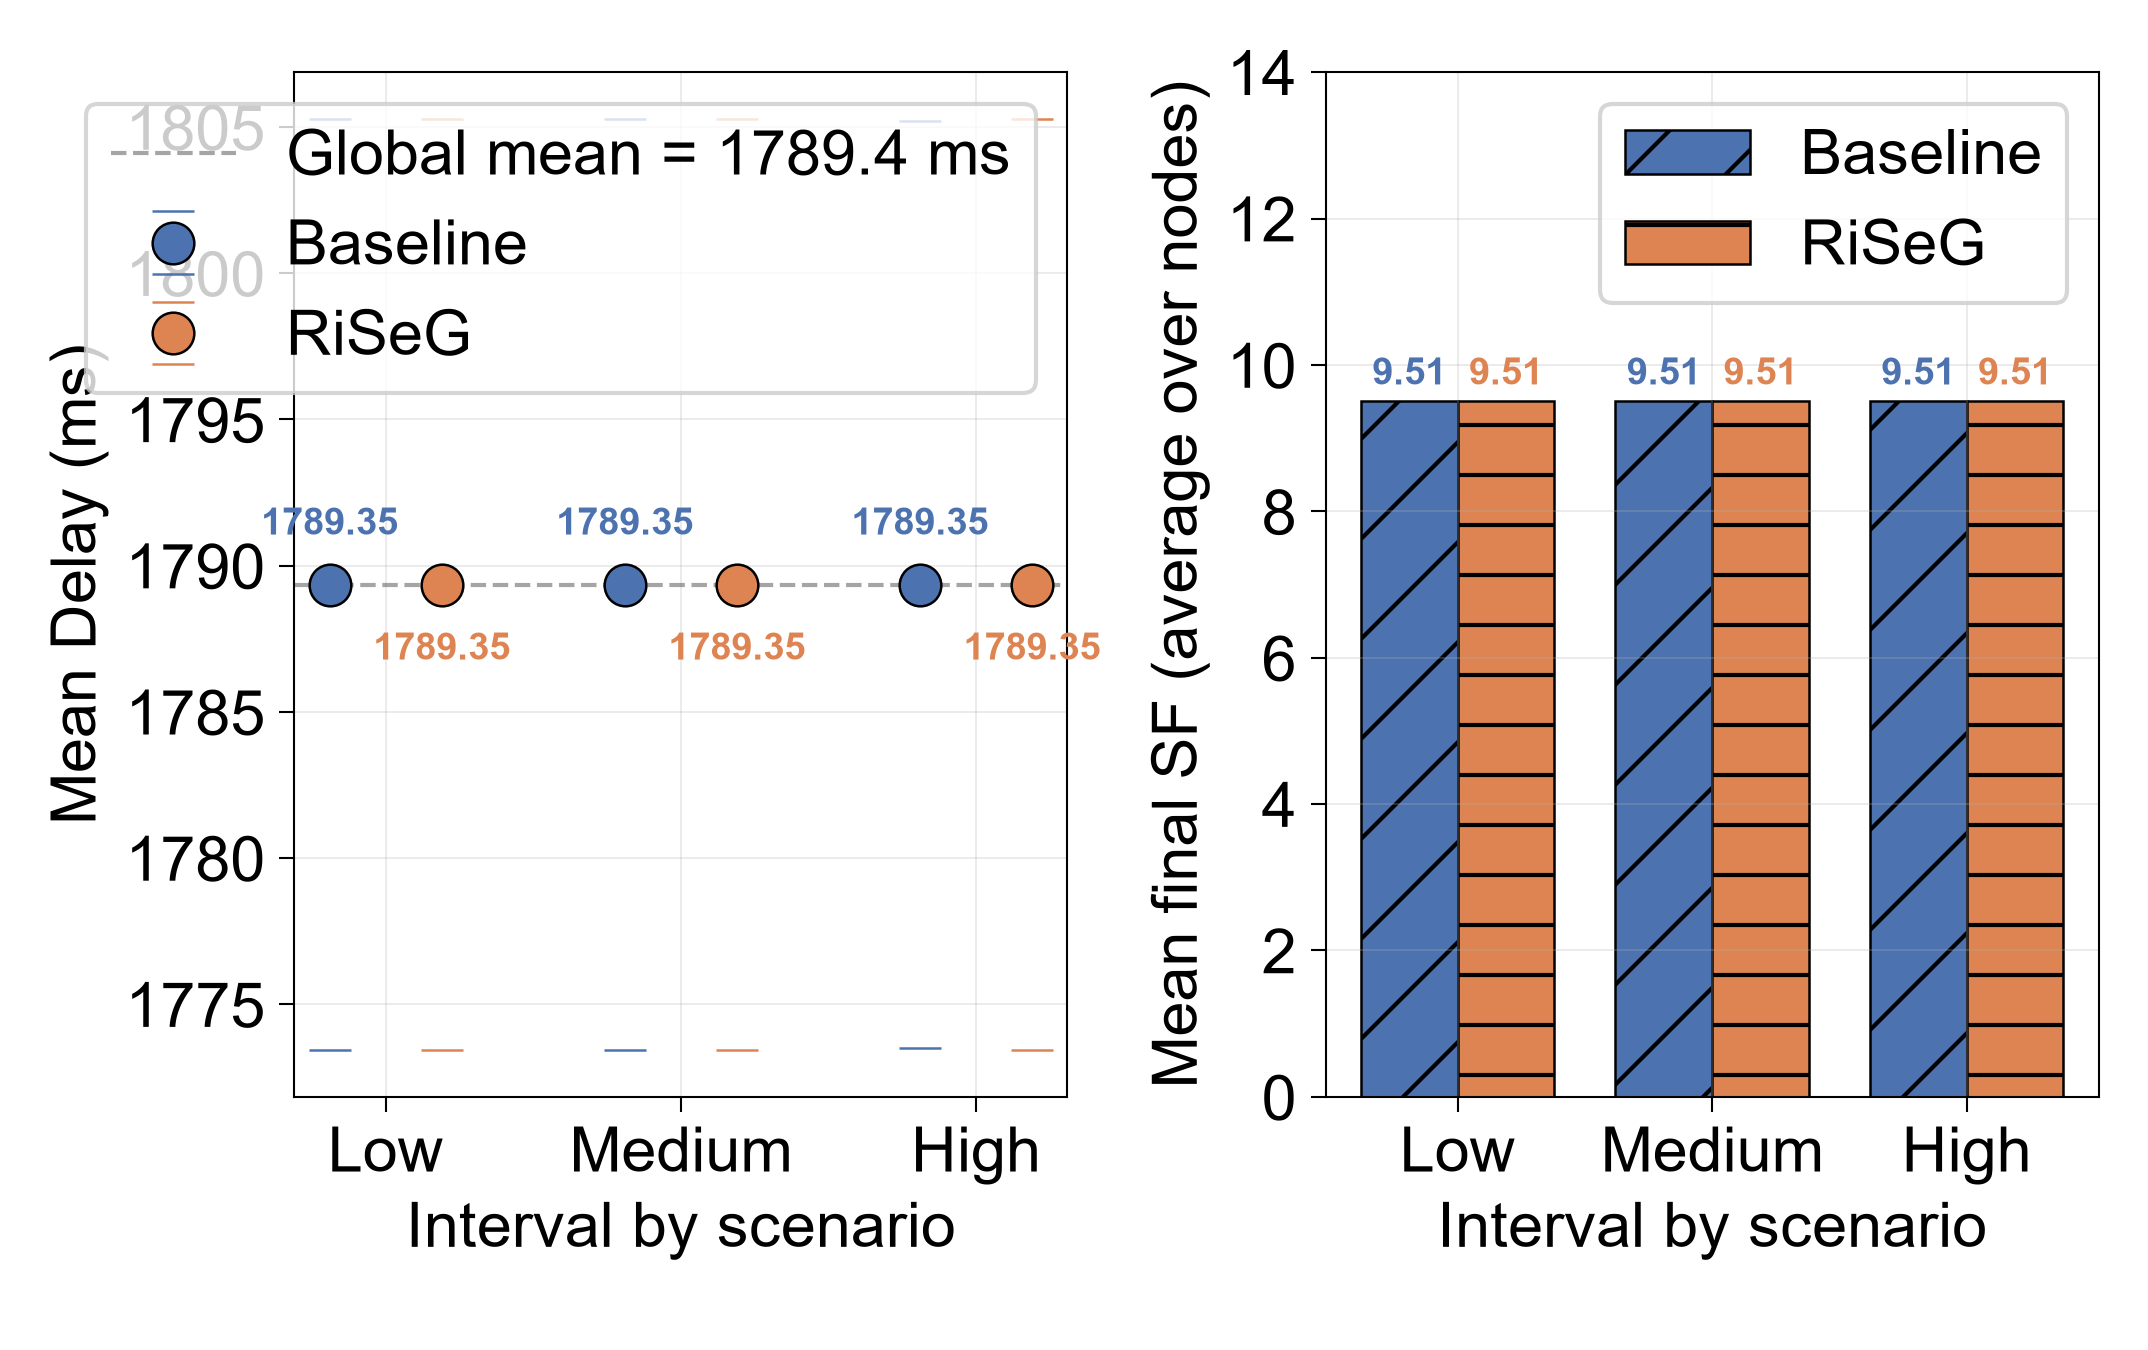 Mean Delay (ms)
1805
1800
1795
1790
1785
1780
1775
Global mean = 1789.4 ms
Baseline
RiSeG
1789.35
1789.35
1789.35
1789.35
1789.35
1789.35
Low
Medium
High
Interval by scenario
Mean final SF (average over nodes)
14
12
10
8
6
4
2
0
Baseline
RiSeG
9.51
9.51
9.51
9.51
9.51
9.51
Low
Medium
High
Interval by scenario